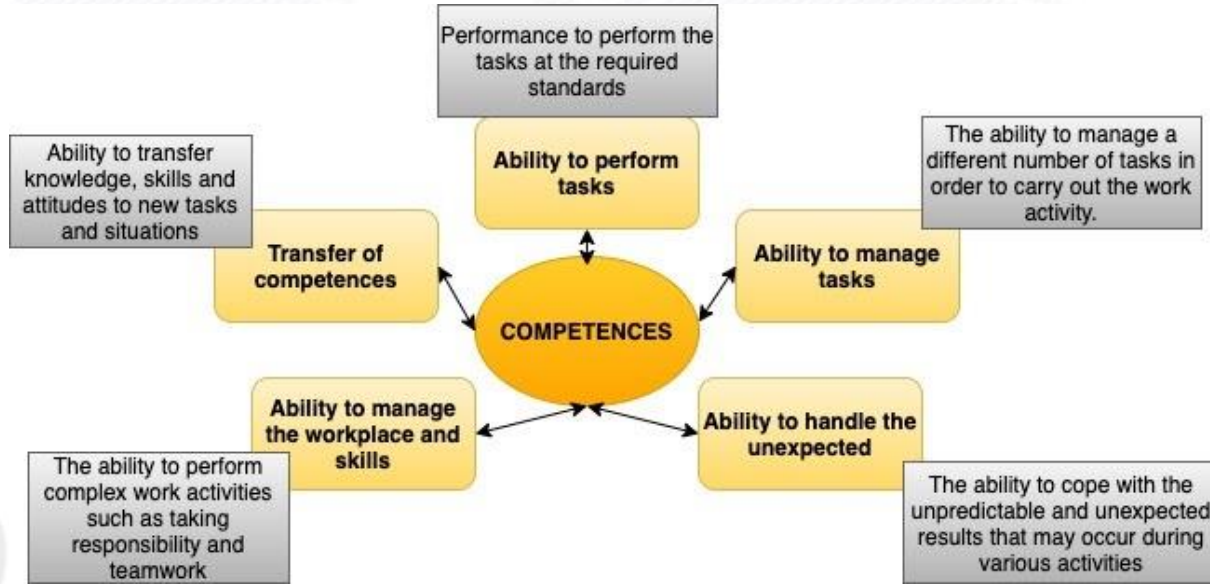 Performance to perform the
tasks at the required
standards
Ability to perform
tasks
The ability to manage a
different number of tasks in
order to carry out the work
activity.
Ability to manage
tasks
Ability to transfer
knowledge, skills and
attitudes to new tasks
and situations
Transfer of
competences
COMPETENCES
Ability to manage
the workplace and
skills
The ability to perform
complex work activities
such as taking
responsibility and
teamwork
Ability to handle the
unexpected
The ability to cope with the
unpredictable and unexpected
results that may occur during
various activities